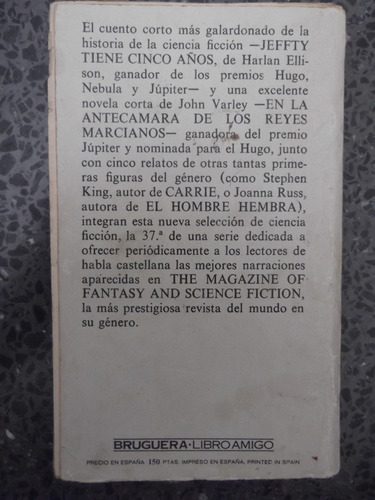 El cuento corto más galardonado de la
historia de la ciencia ficción —JEFFTY
TIENE CINCO AÑOS, de Harlan Elli-
son, ganador de los premios Hugo,
Nebula y Júpiter— y una excelente
novela corta de John Varley —EN LA
ANTECAMARA DE LOS REYES
MARCIANOS— ganadora del premio
Júpiter y nominada para el Hugo, junto
con cinco relatos de otras tantas prime-
ras figuras del género (como Stephen
King, autor de CARRIE, o Joanna Russ,
autora de EL HOMBRE HEMBRA),
integran esta nueva selección de ciencia
ficción, la 37.ª de una serie dedicada a
ofrecer periódicamente a los lectores de
habla castellana las mejores narraciones
aparecidas en THE MAGAZINE OF
FANTASY AND SCIENCE FICTION,
la más prestigiosa revista del mundo en
su género.
BRUGUERA·LIBRO AMIGO
PRECIO EN ESPAÑA 150 PTAS. IMPRESO EN ESPAÑA. PRINTED IN SPAIN